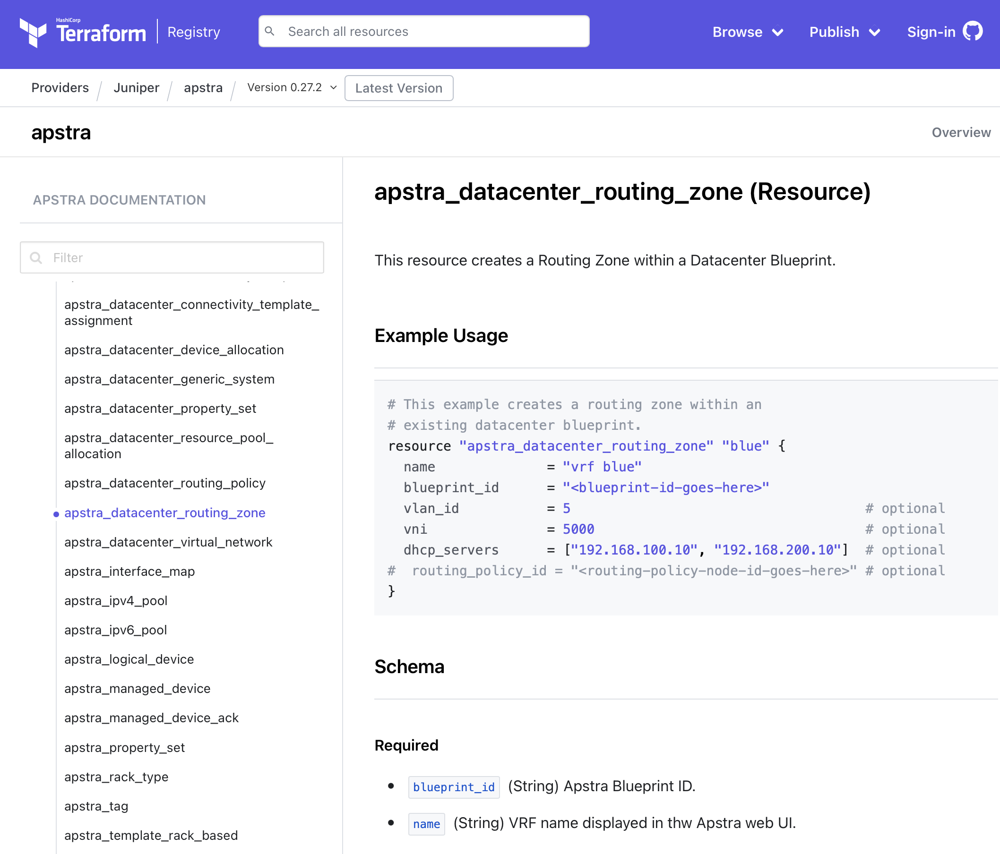 HashiCorp
Terraform
Registry
Search all resources
Browse
Publish
Sign-in
Providers / Juniper / apstra / Version 0.27.2
Latest Version
apstra
Overview
APSTRA DOCUMENTATION
Filter
apstra_datacenter_connectivity_template_
assignment
apstra_datacenter_device_allocation
apstra_datacenter_generic_system
apstra_datacenter_property_set
apstra_datacenter_resource_pool_
allocation
apstra_datacenter_routing_policy
apstra_datacenter_routing_zone
apstra_datacenter_virtual_network
apstra_interface_map
apstra_ipv4_pool
apstra_ipv6_pool
apstra_logical_device
apstra_managed_device
apstra_managed_device_ack
apstra_property_set
apstra_rack_type
apstra_tag
apstra_template_rack_based
apstra_datacenter_routing_zone (Resource)
This resource creates a Routing Zone within a Datacenter Blueprint.
Example Usage
# This example creates a routing zone within an
# existing datacenter blueprint.
resource "apstra_datacenter_routing_zone" "blue" {
  name              = "vrf blue"
  blueprint_id      = "<blueprint-id-goes-here>"
  vlan_id           = 5                                     # optional
  vni               = 5000                                  # optional
  dhcp_servers      = ["192.168.100.10", "192.168.200.10"]  # optional
#  routing_policy_id = "<routing-policy-node-id-goes-here>" # optional
}
Schema
Required
• blueprint_id (String) Apstra Blueprint ID.
• name (String) VRF name displayed in thw Apstra web UI.